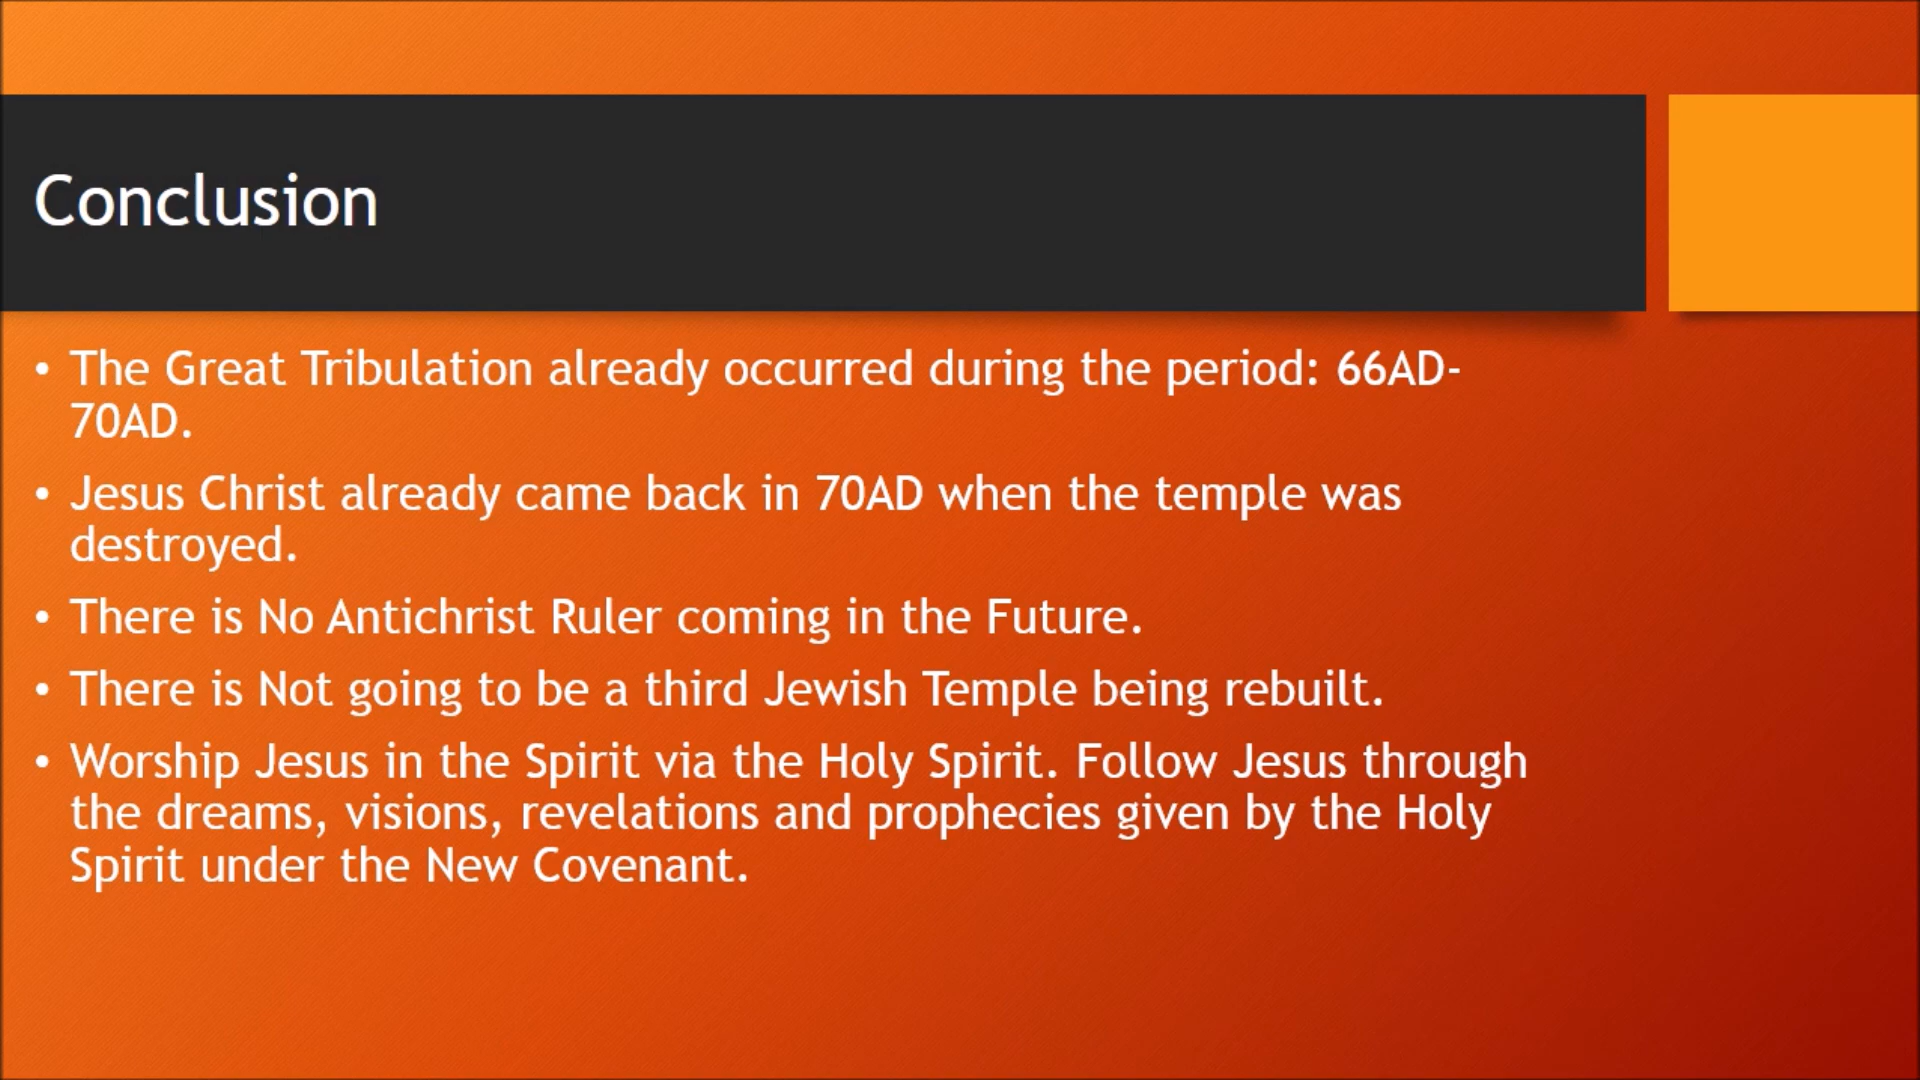 Conclusion
• The Great Tribulation already occurred during the period: 66AD-
70AD.
• Jesus Christ already came back in 70AD when the temple was
destroyed.
• There is No Antichrist Ruler coming in the Future.
• There is Not going to be a third Jewish Temple being rebuilt.
• Worship Jesus in the Spirit via the Holy Spirit. Follow Jesus through
the dreams, visions, revelations and prophecies given by the Holy
Spirit under the New Covenant.